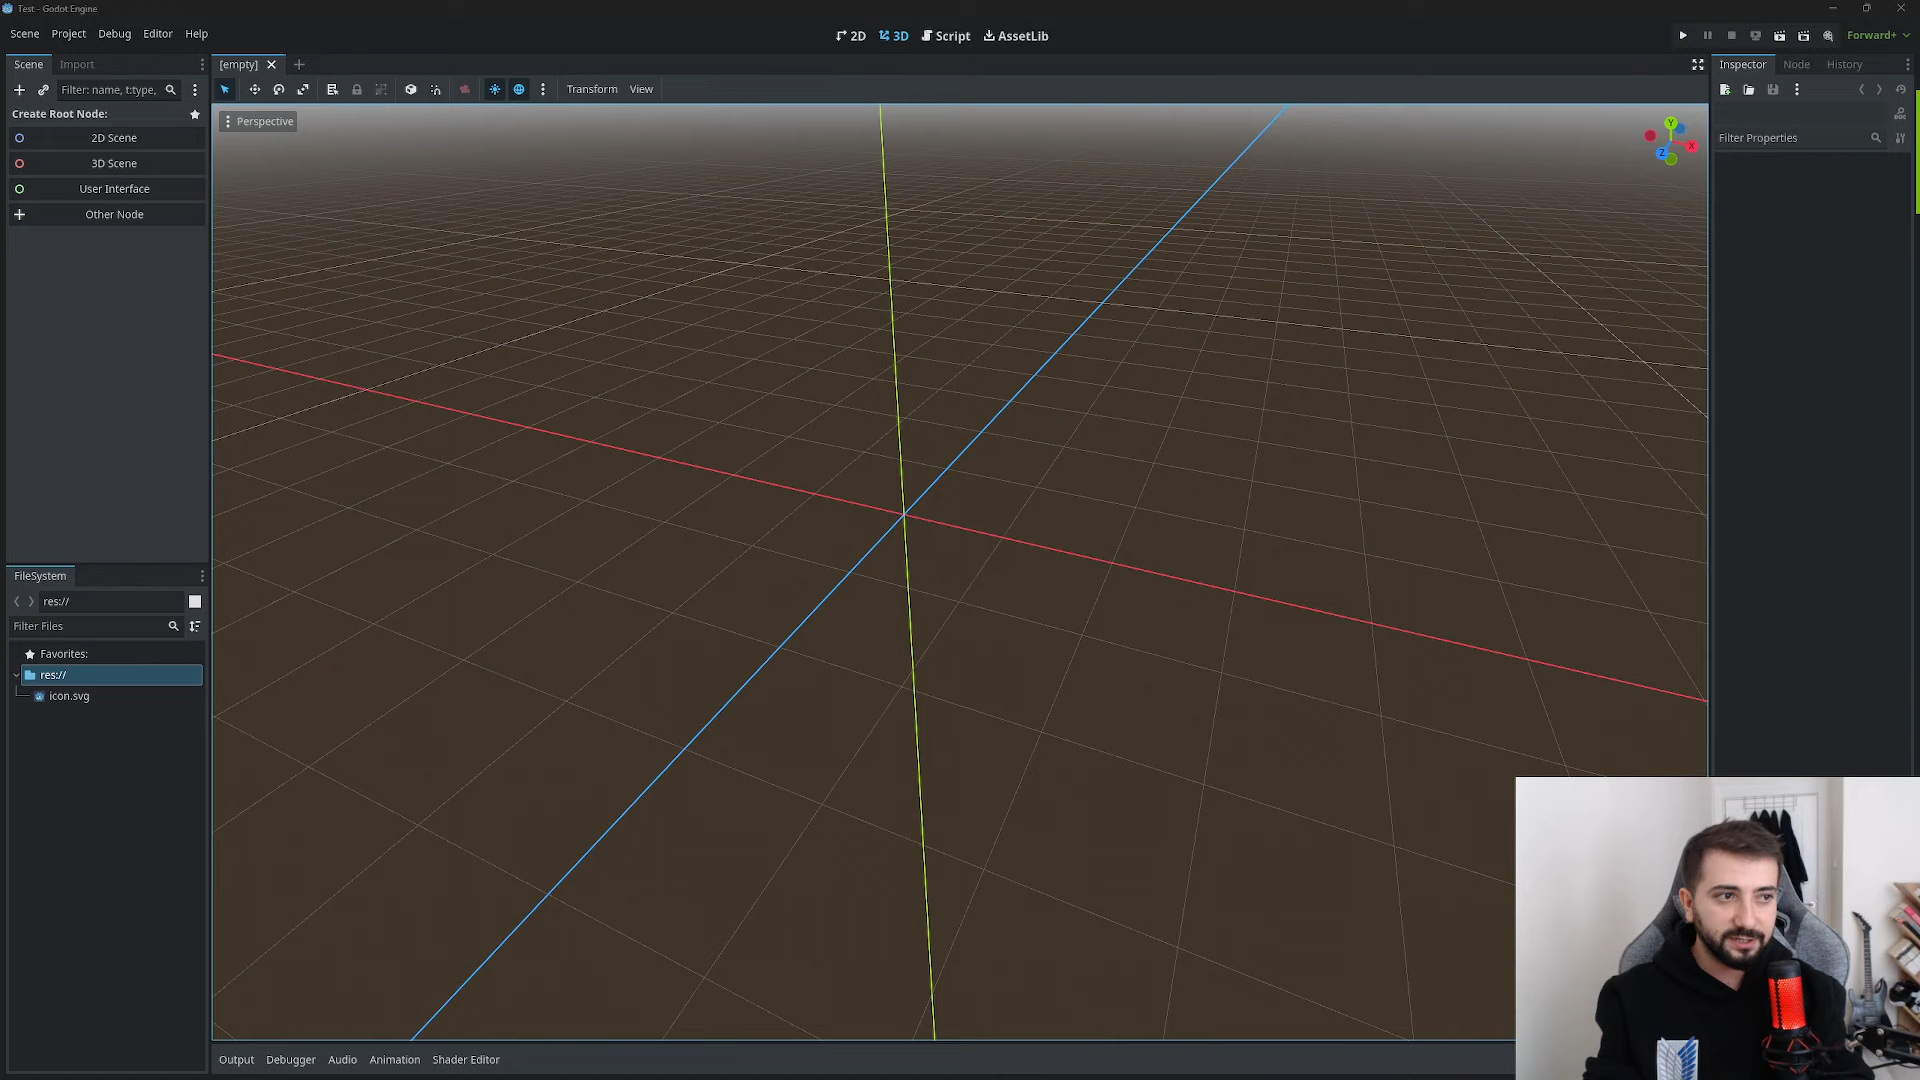 Test - Godot Engine
Scene Project Debug Editor Help
2D 3D Script AssetLib
Forward+
Scene Import
[empty]
Inspector Node History
Filter: name, t:type,
Transform View
Create Root Node:
Perspective
2D Scene
3D Scene
User Interface
Other Node
Filter Properties
Y
X
Z
FileSystem
res://
Filter Files
Favorites:
res://
icon.svg
Output Debugger Audio Animation Shader Editor